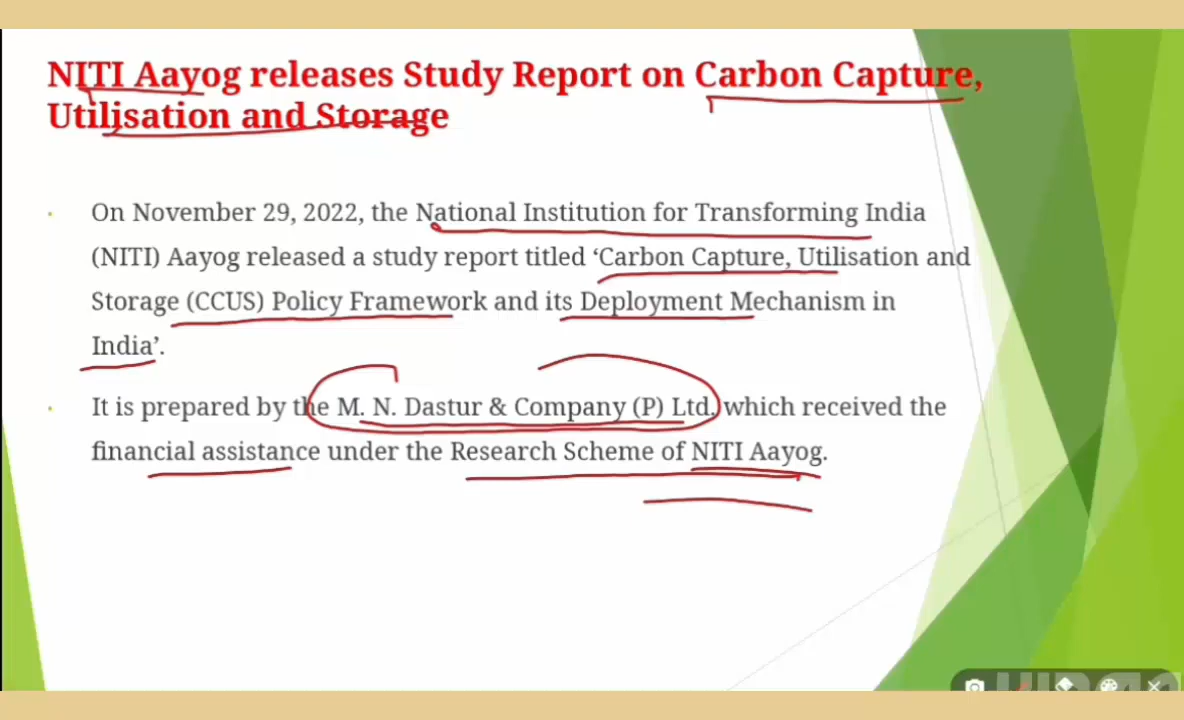 NITI Aayog releases Study Report on Carbon Capture,
Utilisation and Storage
On November 29, 2022, the National Institution for Transforming India
(NITI) Aayog released a study report titled ‘Carbon Capture, Utilisation and
Storage (CCUS) Policy Framework and its Deployment Mechanism in
India’.
It is prepared by the M. N. Dastur & Company (P) Ltd. which received the
financial assistance under the Research Scheme of NITI Aayog.